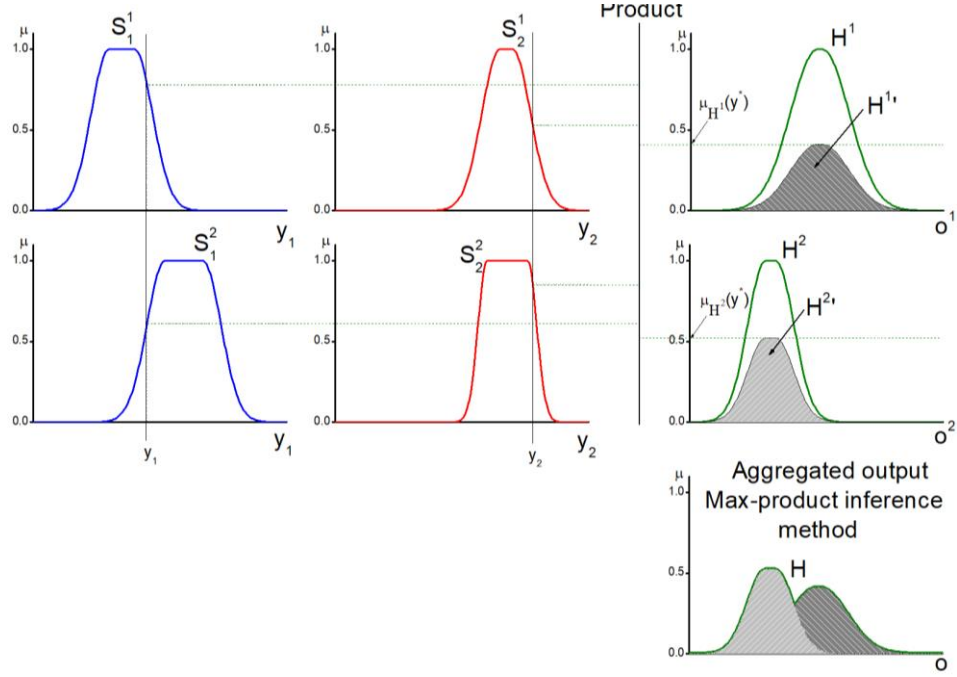 Product
μ S₁¹ 1.0 0.5 0.0 y₁
μ S₂¹ 1.0 0.5 0.0 y₂
μ H¹ 1.0 μH¹(y*) H¹' 0.5 0.0 o¹
μ S₁² 1.0 0.5 0.0 y₁
y₁
μ S₂² 1.0 0.5 0.0 y₂
y₂
μ H² 1.0 μH²(y*) H²' 0.5 0.0 o²
Aggregated output
Max-product inference
method
μ 1.0 0.5 H 0.0 o